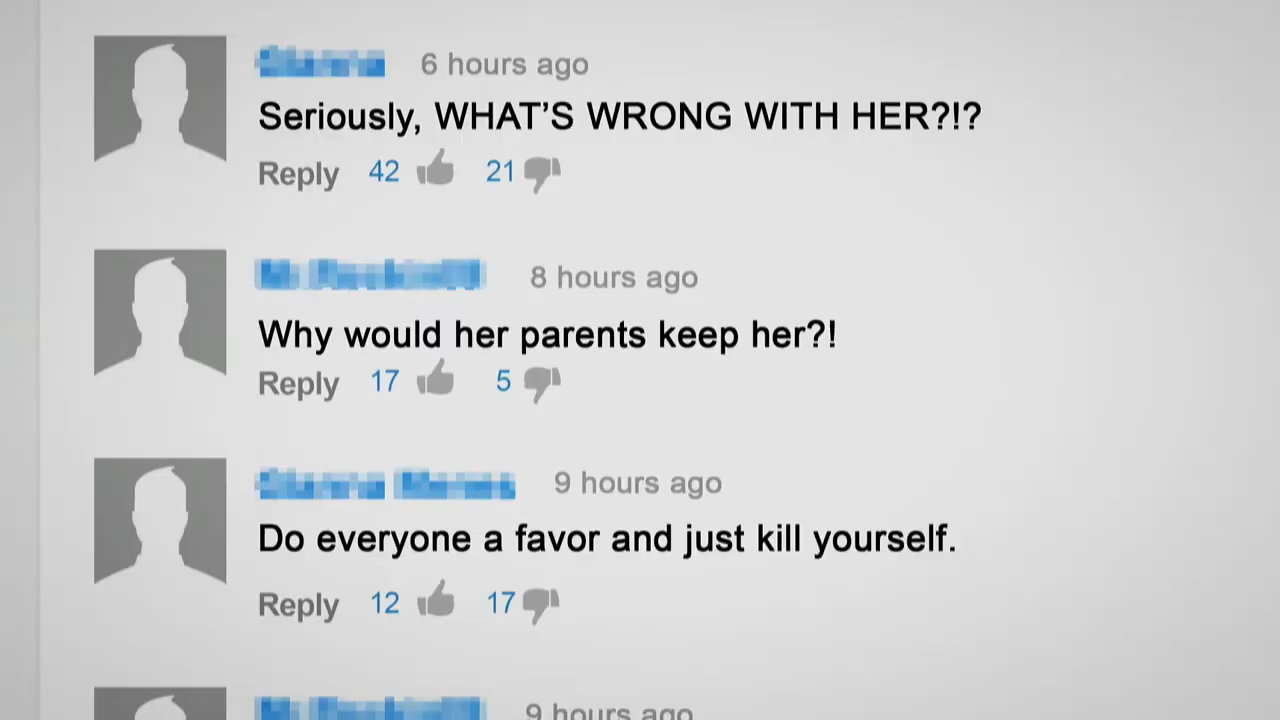 6 hours ago
Seriously, WHAT'S WRONG WITH HER?!?
Reply 42 21
8 hours ago
Why would her parents keep her?!
Reply 17 5
9 hours ago
Do everyone a favor and just kill yourself.
Reply 12 17
9 hours ago